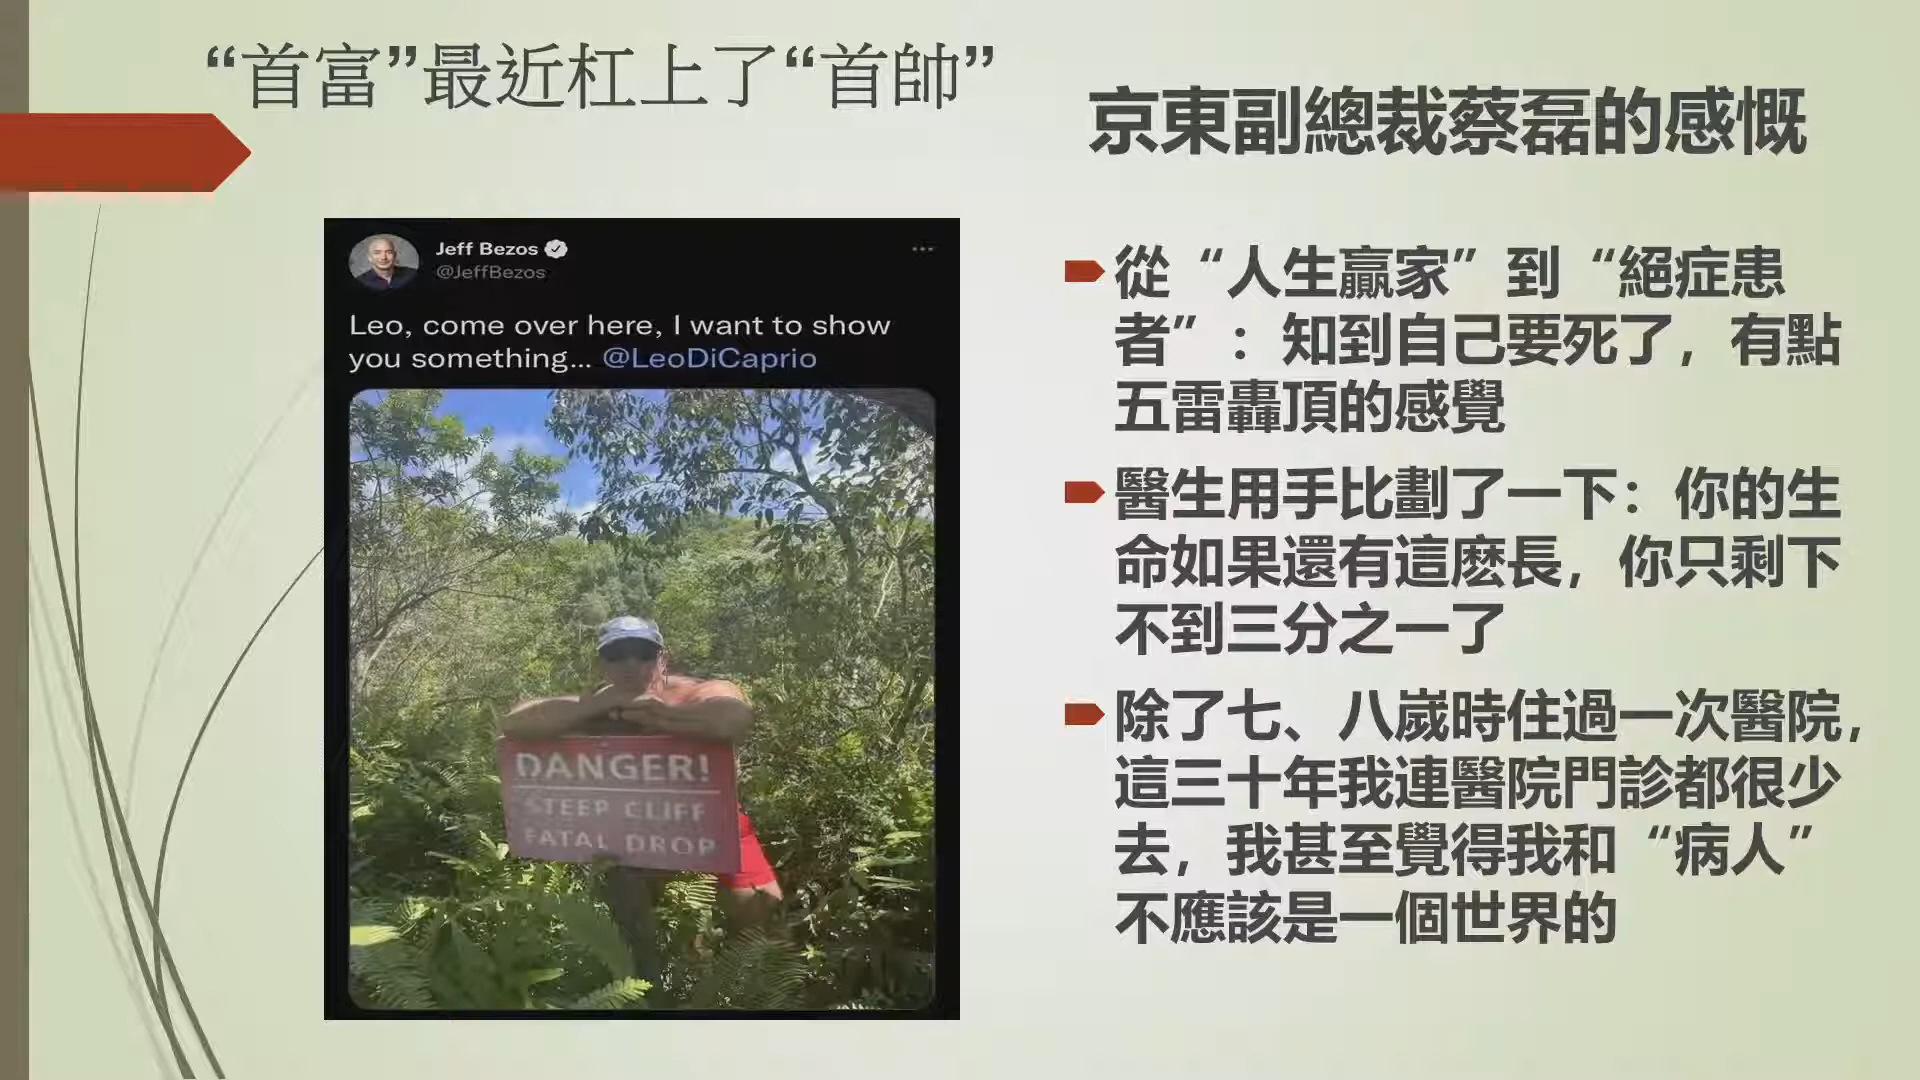 “首富”最近杠上了“首帥”
Jeff Bezos
@JeffBezos
Leo, come over here, I want to show
you something... @LeoDiCaprio
DANGER!
STEEP CLIFF
FATAL DROP
京東副總裁蔡磊的感慨
從“人生贏家”到“絕症患
者”：知到自己要死了，有點
五雷轟頂的感覺
醫生用手比劃了一下：你的生
命如果還有這麽長，你只剩下
不到三分之一了
除了七、八嵗時住過一次醫院，
這三十年我連醫院門診都很少
去，我甚至覺得我和“病人”
不應該是一個世界的